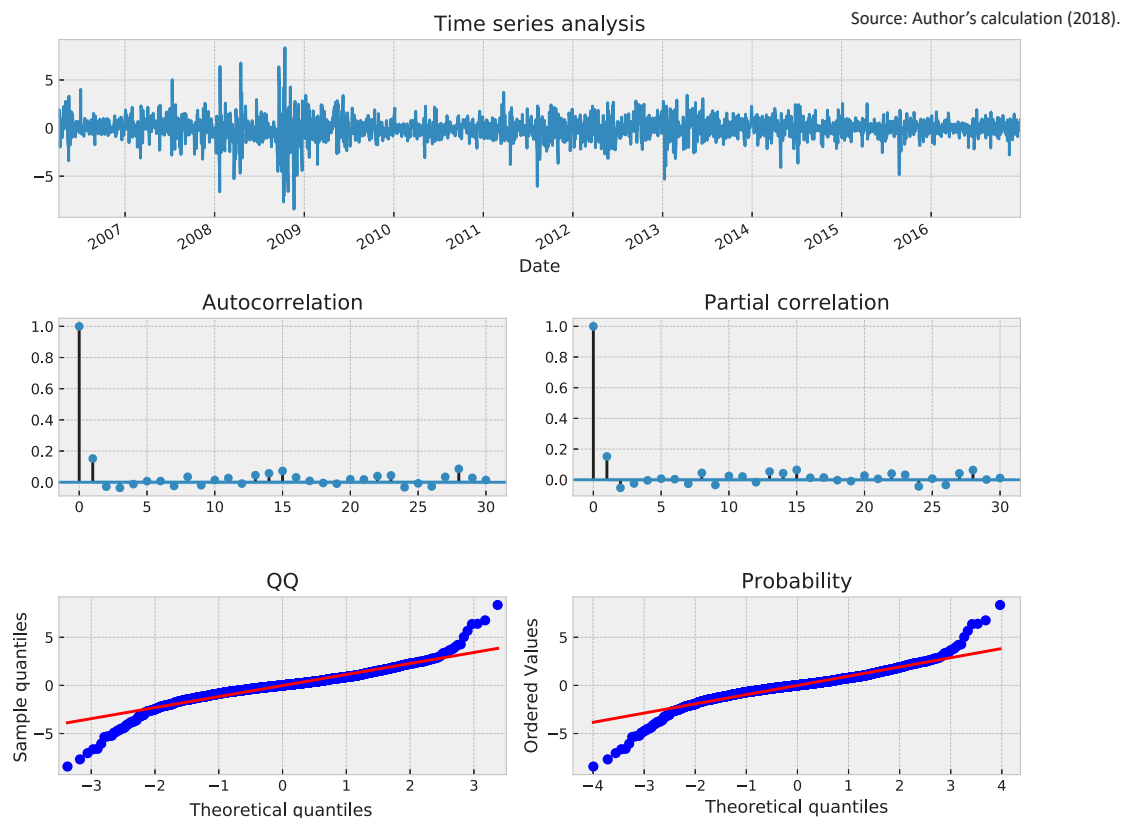 Source: Author's calculation (2018).
Time series analysis
5
0
−5
2007 2008 2009 2010 2011 2012 2013 2014 2015 2016
Date
Autocorrelation
1.0
0.8
0.6
0.4
0.2
0.0
0 5 10 15 20 25 30
Partial correlation
1.0
0.8
0.6
0.4
0.2
0.0
0 5 10 15 20 25 30
QQ
Sample quantiles
5
0
−5
−3 −2 −1 0 1 2 3
Theoretical quantiles
Probability
Ordered Values
5
0
−5
−4 −3 −2 −1 0 1 2 3 4
Theoretical quantiles